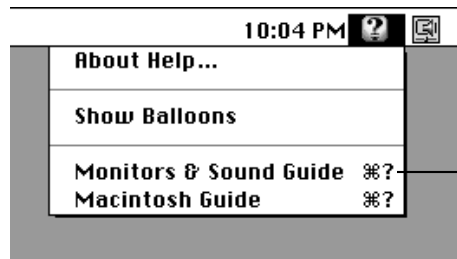 10:04 PM ?
About Help...
Show Balloons
Monitors & Sound Guide ⌘?
Macintosh Guide ⌘?